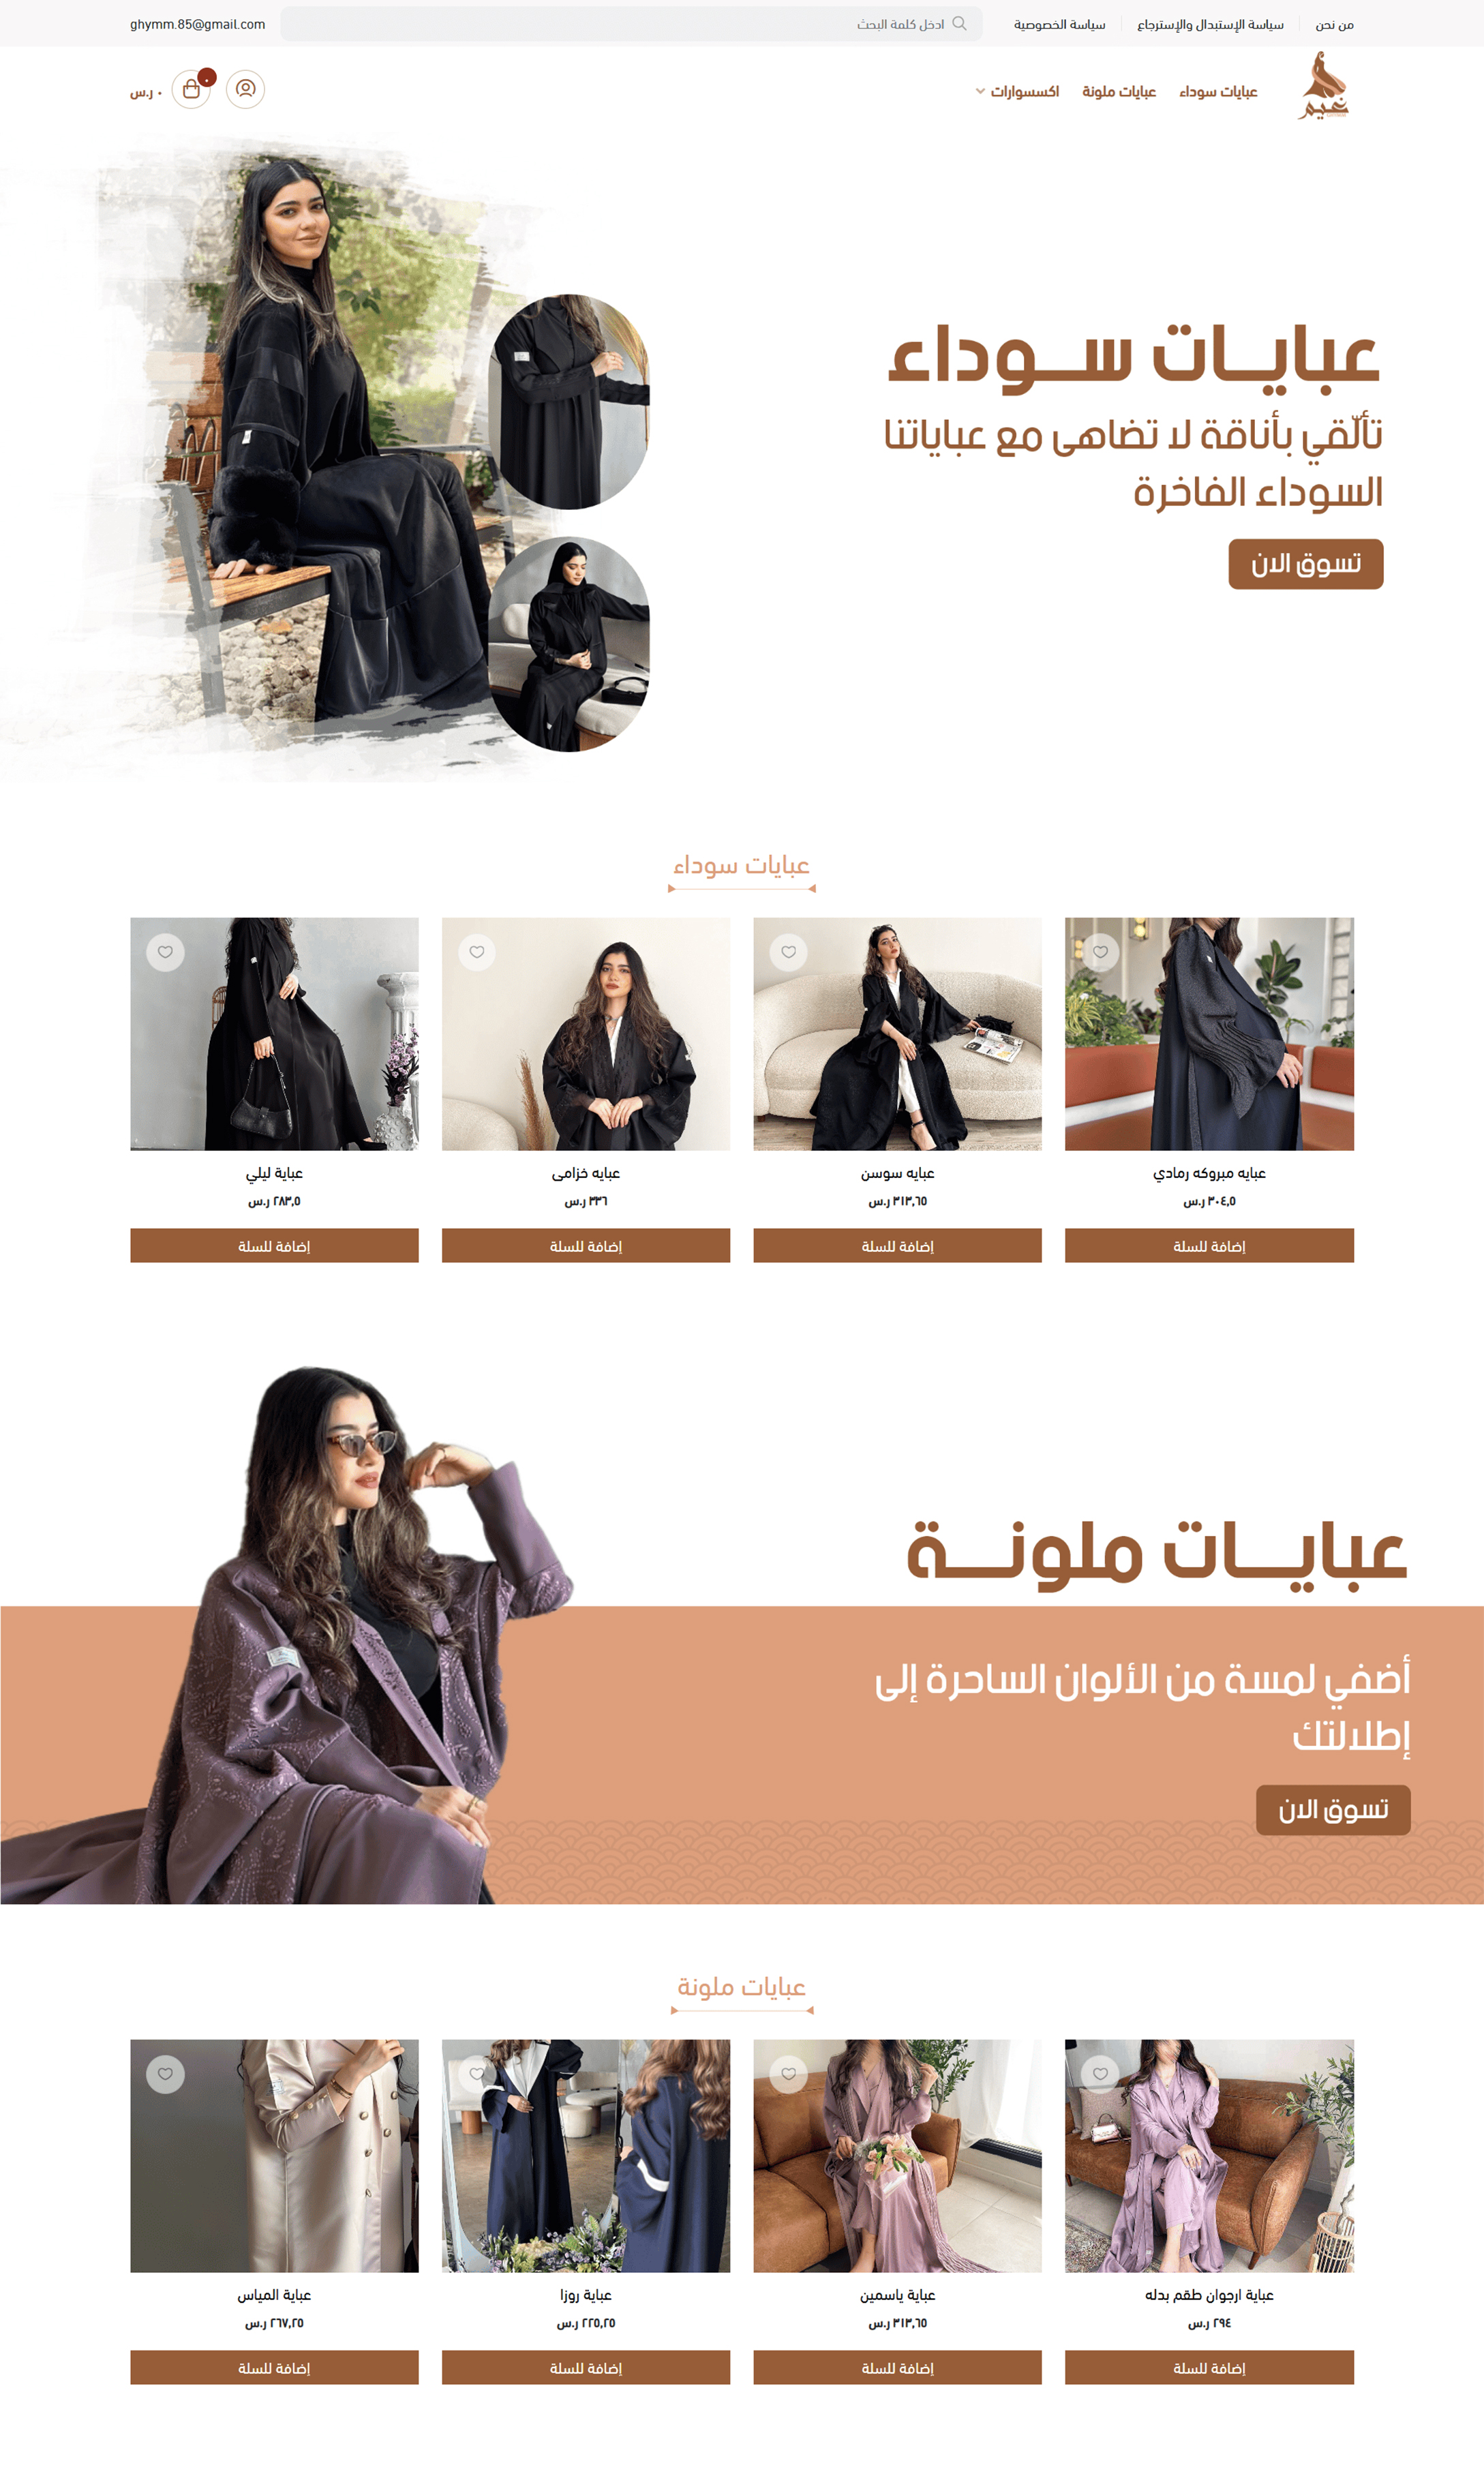 من نحن
سياسة الإستبدال والإسترجاع
سياسة الخصوصية
ادخل كلمة البحث
ghymm.85@gmail.com
غيم
عبايات سوداء
عبايات ملونة
اكسسوارات
٠
٠ ر.س
عبايـــات ســـوداء
تألّقي بأناقة لا تضاهى مع عباياتنا
السوداء الفاخرة
تسوق الان
عبايات سوداء
عبايه مبروكه رمادي
٣٠٤,٥ ر.س
إضافة للسلة
عبايه سوسن
٣١٣,٦٥ ر.س
إضافة للسلة
عبايه خزامى
٣٣٦ ر.س
إضافة للسلة
عباية ليلي
٢٨٣,٥ ر.س
إضافة للسلة
عبايـــات ملونـــة
أضفي لمسة من الألوان الساحرة إلى
إطلالتك
تسوق الان
عبايات ملونة
عباية ارجوان طقم بدله
٢٩٤ ر.س
إضافة للسلة
عباية ياسمين
٣١٣,٦٥ ر.س
إضافة للسلة
عباية روزا
٢٢٥,٢٥ ر.س
إضافة للسلة
عباية المياس
٢٦٧,٢٥ ر.س
إضافة للسلة